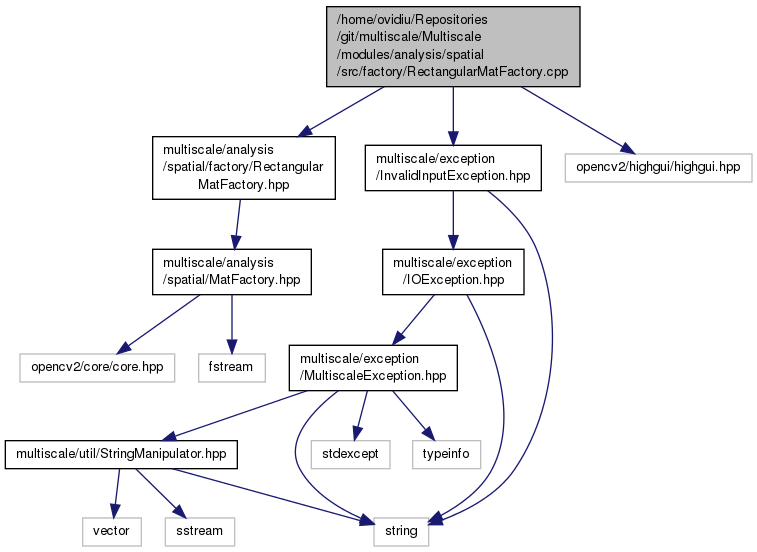 /home/ovidiu/Repositories
/git/multiscale/Multiscale
/modules/analysis/spatial
/src/factory/RectangularMatFactory.cpp
multiscale/analysis
/spatial/factory/Rectangular
MatFactory.hpp
multiscale/exception
/InvalidInputException.hpp
opencv2/highgui/highgui.hpp
multiscale/analysis
/spatial/MatFactory.hpp
multiscale/exception
/IOException.hpp
opencv2/core/core.hpp
fstream
multiscale/exception
/MultiscaleException.hpp
multiscale/util/StringManipulator.hpp
stdexcept
typeinfo
vector
sstream
string